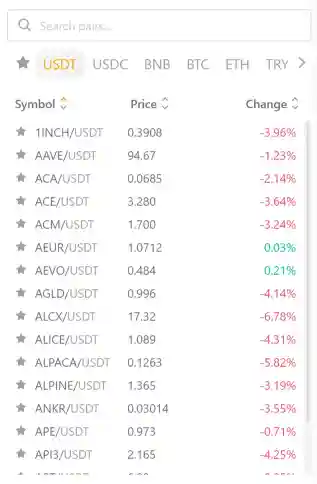 Search pairs...
USDT USDC BNB BTC ETH TRY
Symbol Price Change
1INCH/USDT 0.3908 -3.96%
AAVE/USDT 94.67 -1.23%
ACA/USDT 0.0685 -2.14%
ACE/USDT 3.280 -3.64%
ACM/USDT 1.700 -3.24%
AEUR/USDT 1.0712 0.03%
AEVO/USDT 0.484 0.21%
AGLD/USDT 0.996 -4.14%
ALCX/USDT 17.32 -6.78%
ALICE/USDT 1.089 -4.31%
ALPACA/USDT 0.1263 -5.82%
ALPINE/USDT 1.365 -3.19%
ANKR/USDT 0.03014 -3.55%
APE/USDT 0.973 -0.71%
API3/USDT 2.165 -4.25%